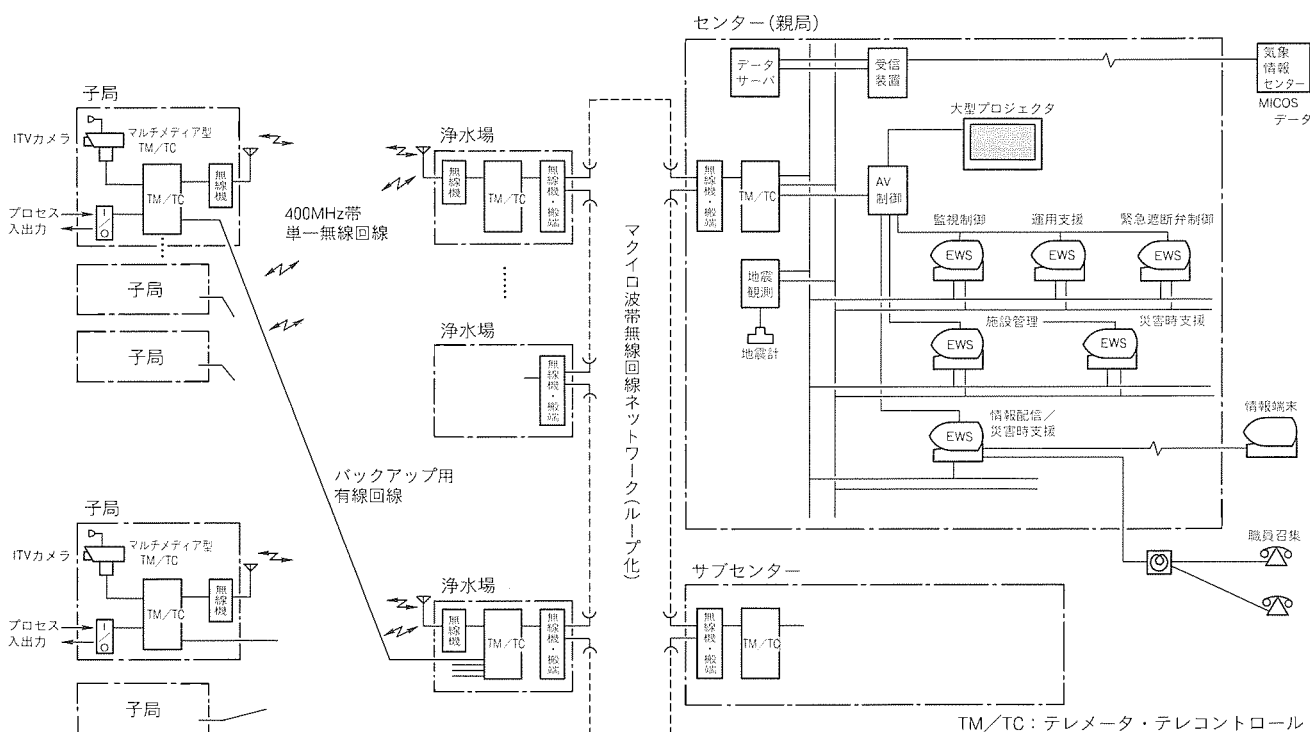 センター(親局)
データ
サーバ
受信
装置
気象
情報
センター
MICOS
データ
大型プロジェクタ
子局
ITVカメラ
マルチメディア型
TM/TC
TM/TC
無線機
プロセス
入出力
I/O
子局
子局
400MHz帯
単一無線回線
浄水場
無線機
TM/TC
無線機・搬端
浄水場
無線機・搬端
マクイロ波帯無線回線ネットワーク(ループ化)
無線機・搬端
TM/TC
AV
制御
監視制御
運用支援
緊急遮断弁制御
EWS
EWS
EWS
地震
観測
地震計
施設管理
災害時支援
EWS
EWS
情報配信/
災害時支援
EWS
情報端末
バックアップ用
有線回線
子局
ITVカメラ
マルチメディア型
TM/TC
TM/TC
無線機
プロセス
入出力
I/O
子局
浄水場
無線機
TM/TC
無線機・搬端
職員召集
サブセンター
無線機・搬端
TM/TC
TM/TC:テレメータ・テレコントロール